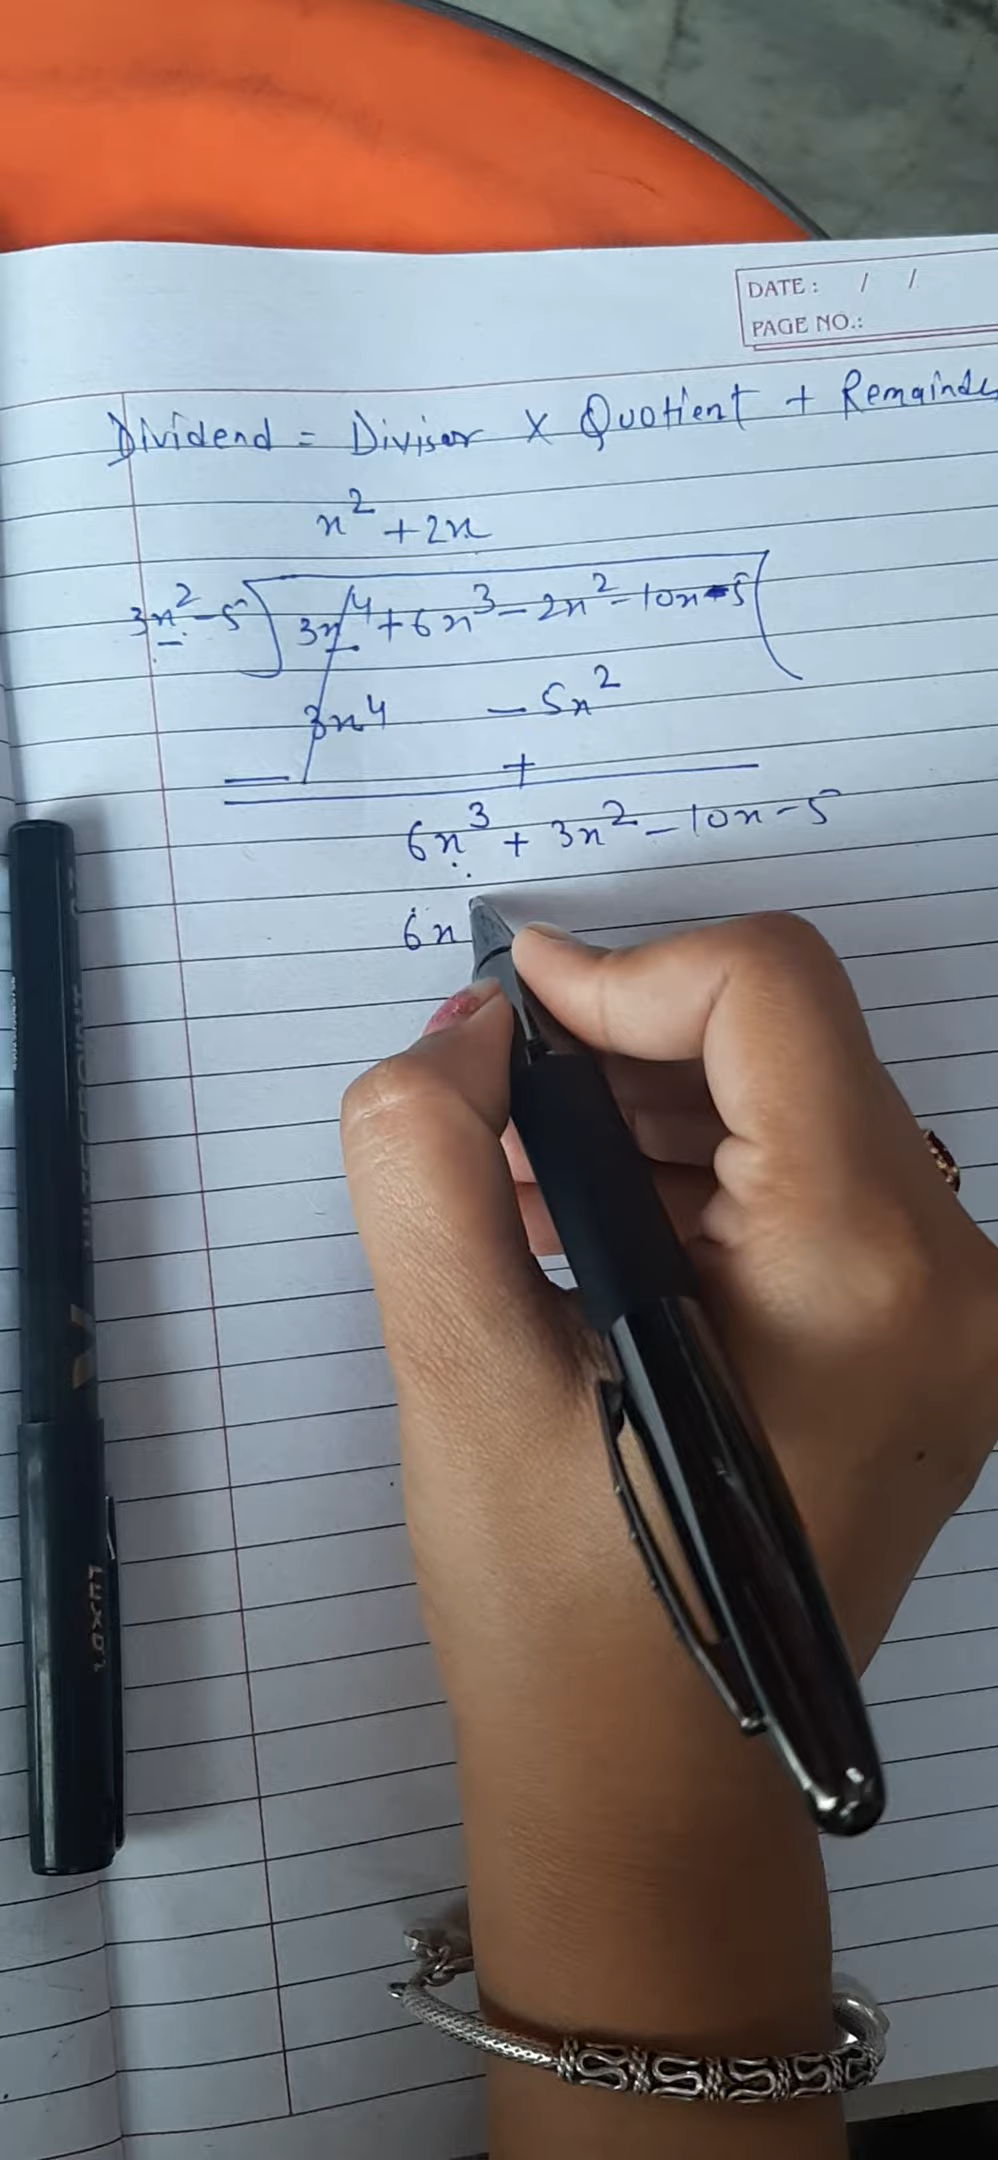 DATE: / /
PAGE NO.:
Dividend = Divisor × Quotient + Remainder
x² + 2x
3x² - 5 ) 3x⁴ + 6x³ - 2x² - 10x - 5 (
3x⁴ - 5x²
— +
6x³ + 3x² - 10x - 5
6x
LUXOR